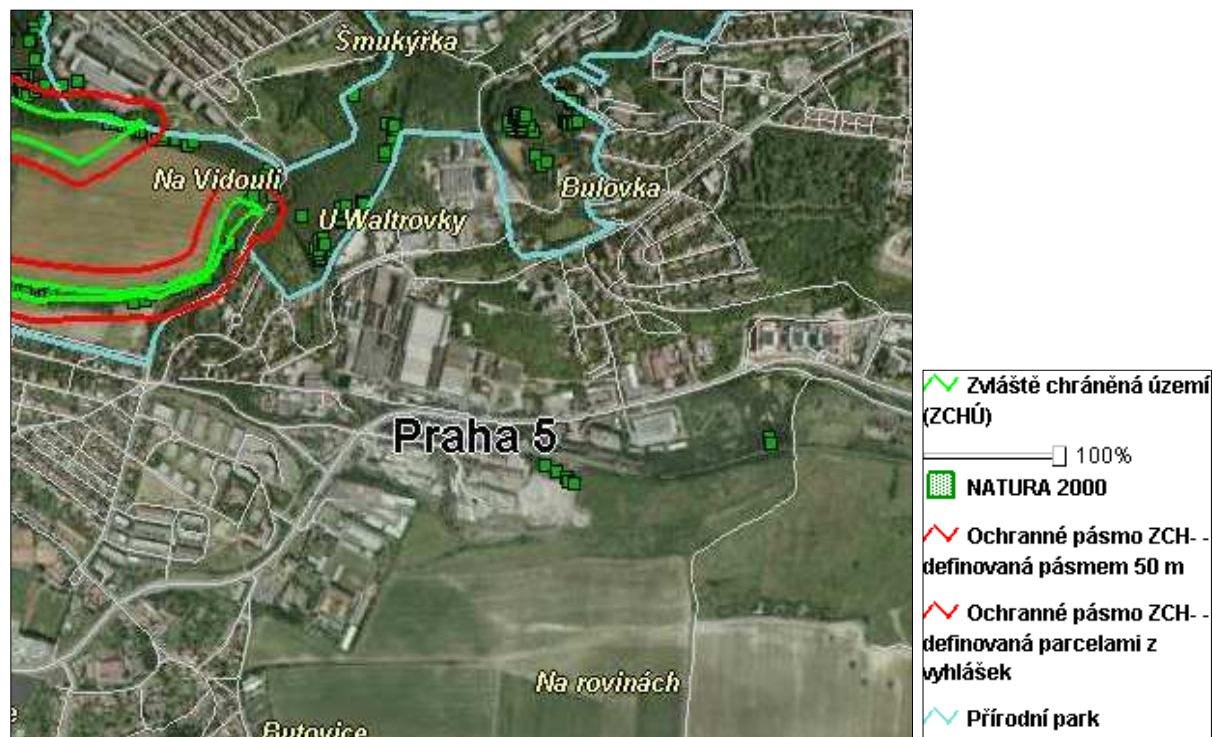 Šmukýřka
Na Vidouli
Bulovka
U Waltrovky
Praha 5
Na rovinách
Butovice
Zvláště chráněná území
(ZCHÚ)
100%
NATURA 2000
Ochranné pásmo ZCH- -
definovaná pásmem 50 m
Ochranné pásmo ZCH- -
definovaná parcelami z
vyhlášek
Přírodní park